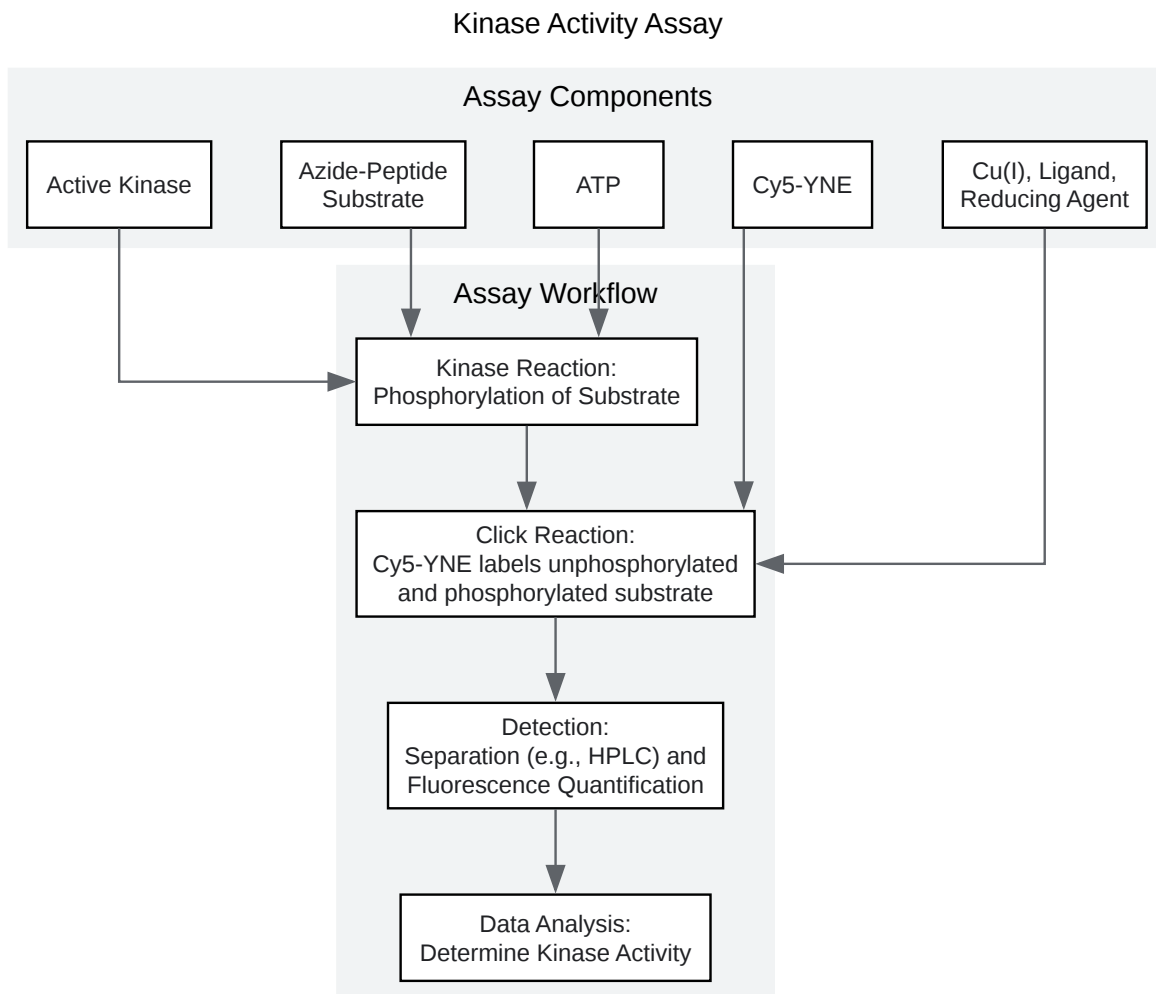 Kinase Activity Assay
Assay Components
Active Kinase
Azide-Peptide
Substrate
ATP
Cy5-YNE
Cu(I), Ligand,
Reducing Agent
Assay Workflow
Kinase Reaction:
Phosphorylation of Substrate
Click Reaction:
Cy5-YNE labels unphosphorylated
and phosphorylated substrate
Detection:
Separation (e.g., HPLC) and
Fluorescence Quantification
Data Analysis:
Determine Kinase Activity